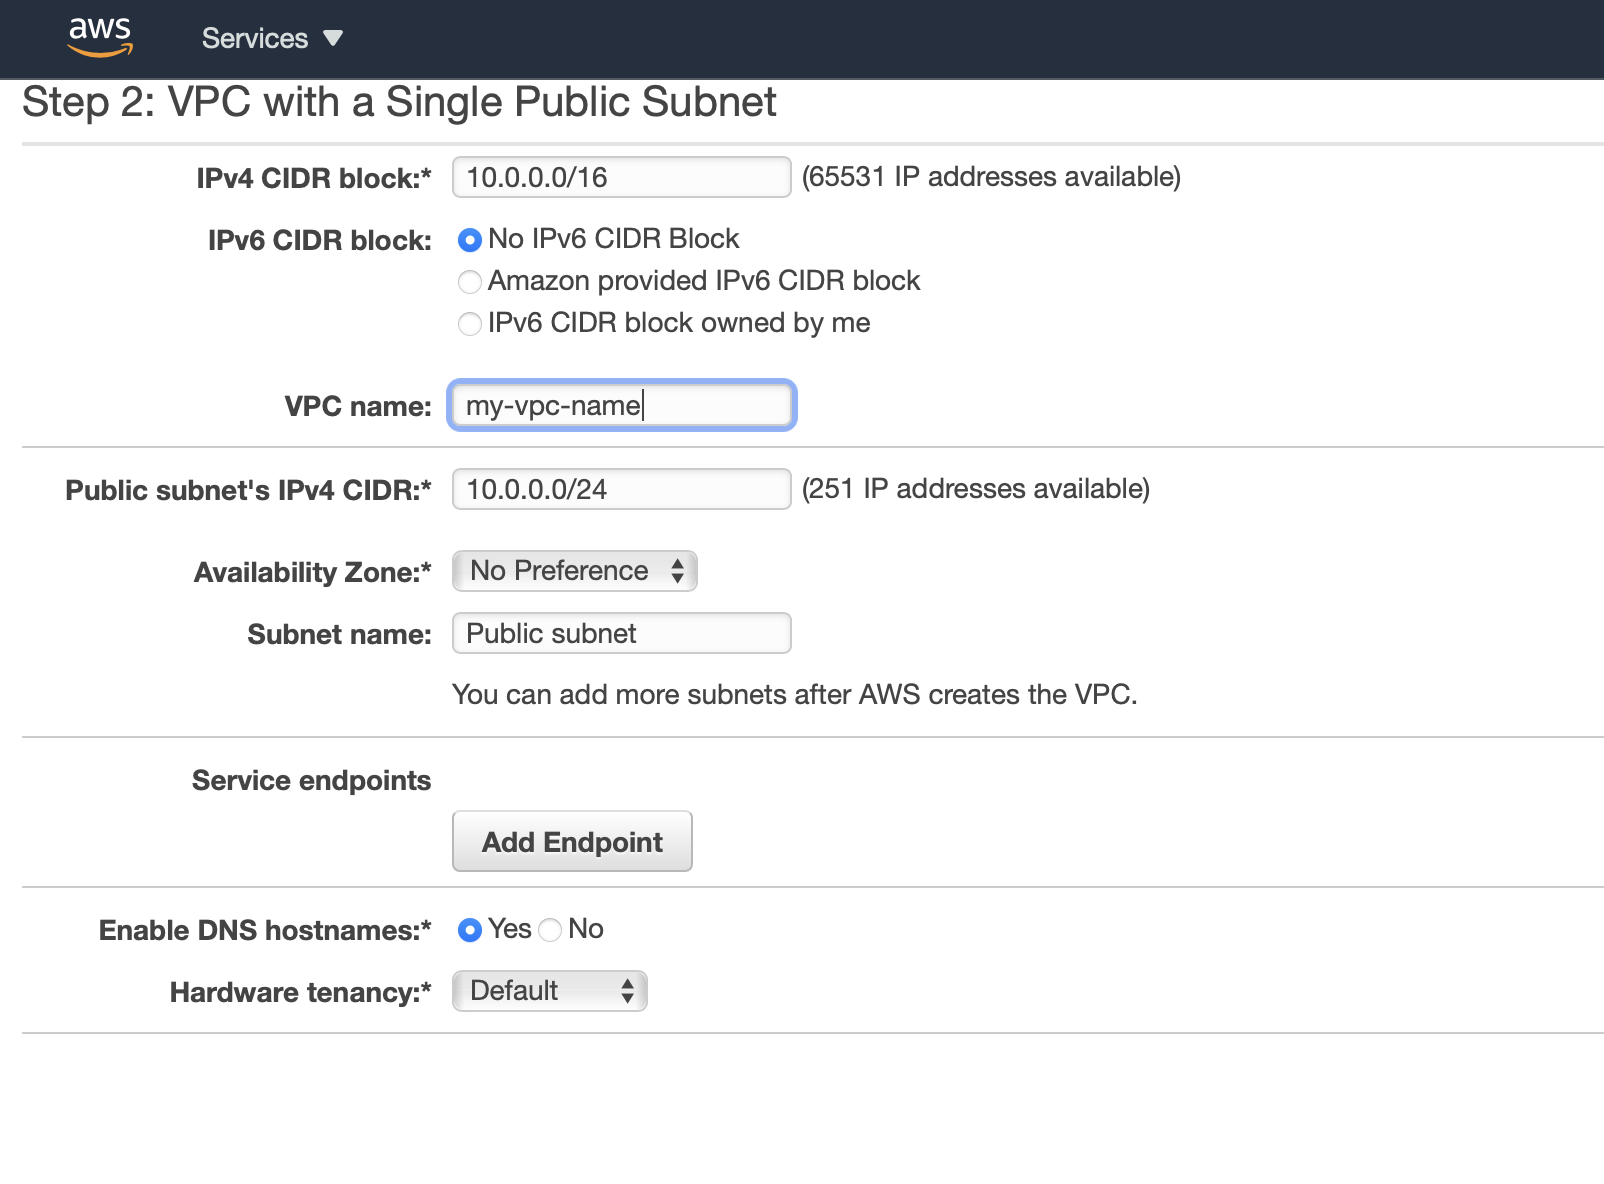 aws Services
Step 2: VPC with a Single Public Subnet
IPv4 CIDR block:* 10.0.0.0/16 (65531 IP addresses available)
IPv6 CIDR block: No IPv6 CIDR Block
Amazon provided IPv6 CIDR block
IPv6 CIDR block owned by me
VPC name: my-vpc-name
Public subnet's IPv4 CIDR:* 10.0.0.0/24 (251 IP addresses available)
Availability Zone:* No Preference
Subnet name: Public subnet
You can add more subnets after AWS creates the VPC.
Service endpoints
Add Endpoint
Enable DNS hostnames:* Yes No
Hardware tenancy:* Default